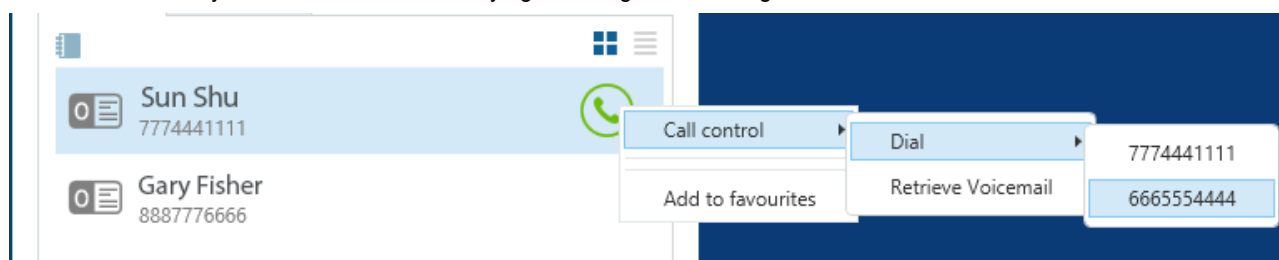 Sun Shu
7774441111
Gary Fisher
8887776666
Call control
Add to favourites
Dial
Retrieve Voicemail
7774441111
6665554444